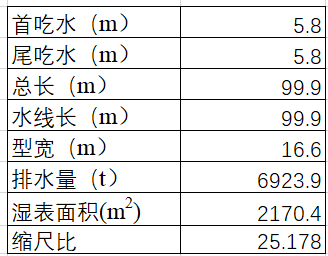 首吃水（m） 5.8
尾吃水（m） 5.8
总长（m） 99.9
水线长（m） 99.9
型宽（m） 16.6
排水量（t） 6923.9
湿表面积(m²) 2170.4
缩尺比 25.178